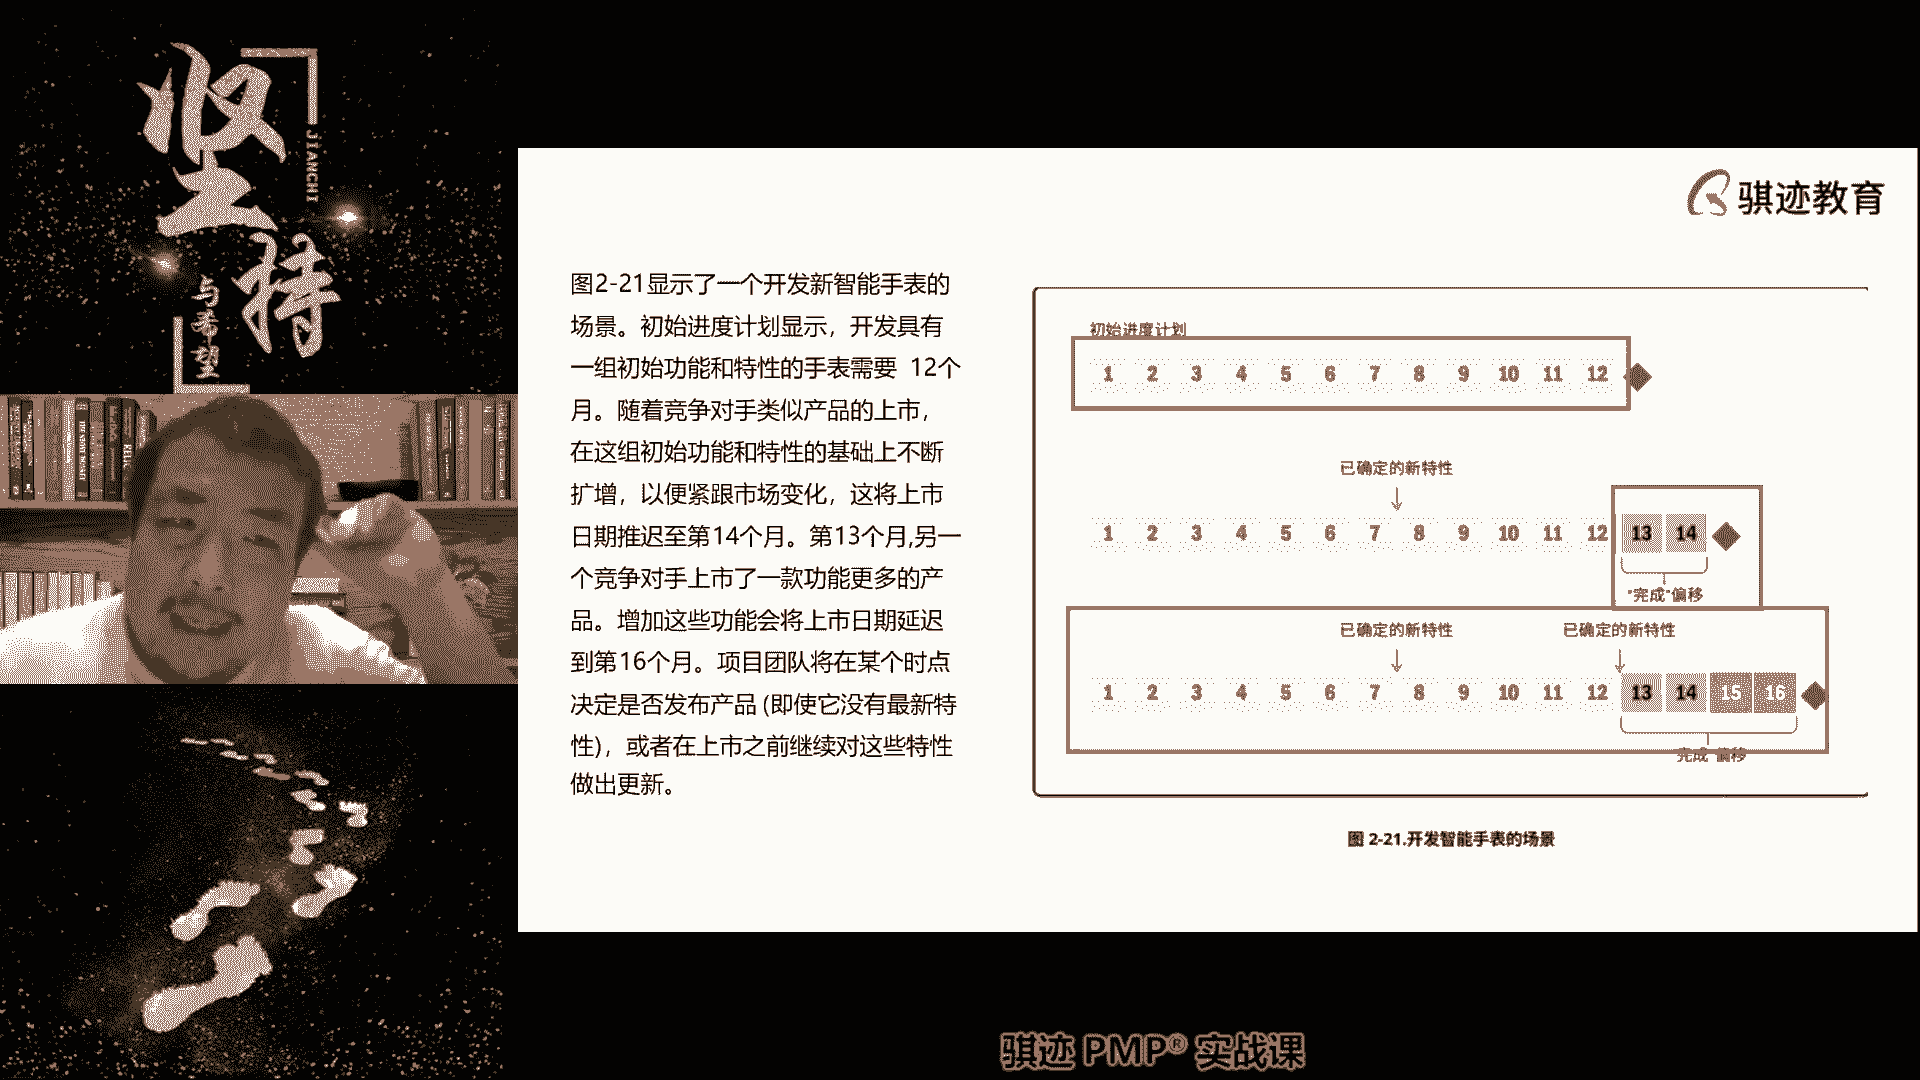 坚持
JIANCHI
与希望
骐迹教育
图2-21显示了一个开发新智能手表的
场景。初始进度计划显示，开发具有
一组初始功能和特性的手表需要 12个
月。随着竞争对手类似产品的上市，
在这组初始功能和特性的基础上不断
扩增，以便紧跟市场变化，这将上市
日期推迟至第14个月。第13个月,另一
个竞争对手上市了一款功能更多的产
品。增加这些功能会将上市日期延迟
到第16个月。项目团队将在某个时点
决定是否发布产品 (即使它没有最新特
性)，或者在上市之前继续对这些特性
做出更新。
初始进度计划
1 2 3 4 5 6 7 8 9 10 11 12
已确定的新特性
1 2 3 4 5 6 7 8 9 10 11 12 13 14
"完成"偏移
已确定的新特性 已确定的新特性
1 2 3 4 5 6 7 8 9 10 11 12 13 14 15 16
"完成"偏移
图 2-21.开发智能手表的场景
骐迹 PMP® 实战课